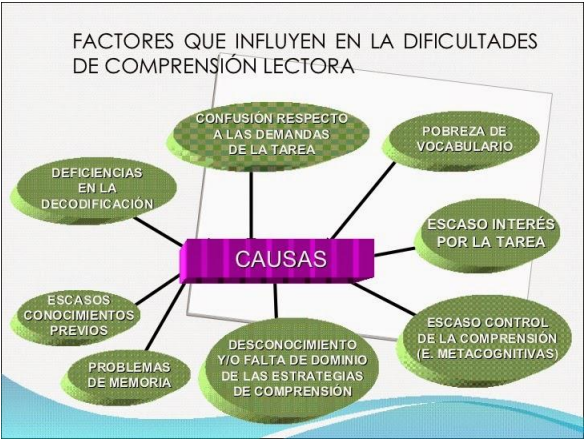 FACTORES QUE INFLUYEN EN LA DIFICULTADES
DE COMPRENSIÓN LECTORA
CONFUSIÓN RESPECTO
A LAS DEMANDAS
DE LA TAREA
POBREZA DE
VOCABULARIO
DEFICIENCIAS
EN LA
DECODIFICACIÓN
ESCASO INTERÉS
POR LA TAREA
CAUSAS
ESCASOS
CONOCIMIENTOS
PREVIOS
ESCASO CONTROL
DE LA COMPRENSIÓN
(E. METACOGNITIVAS)
DESCONOCIMIENTO
Y/O FALTA DE DOMINIO
DE LAS ESTRATEGIAS
DE COMPRENSIÓN
PROBLEMAS
DE MEMORIA